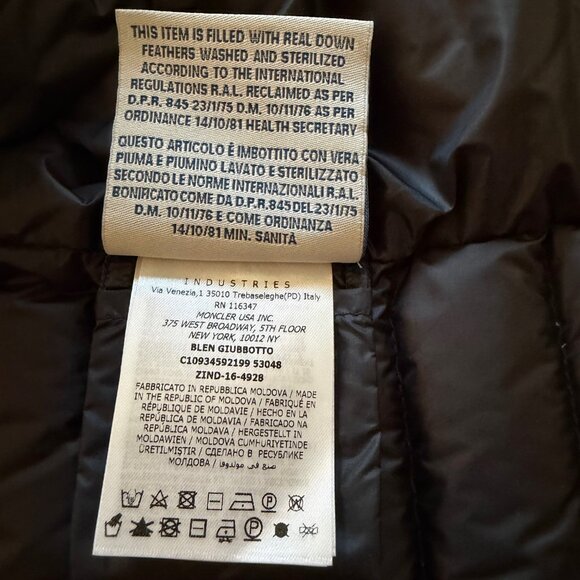 THIS ITEM IS FILLED WITH REAL DOWN
FEATHERS WASHED AND STERILIZED
ACCORDING TO THE INTERNATIONAL
REGULATIONS R.A.L. RECLAIMED AS PER
D.P.R. 845 23/1/75 D.M. 10/11/76 AS PER
ORDINANCE 14/10/81 HEALTH SECRETARY
QUESTO ARTICOLO È IMBOTTITO CON VERA
PIUMA E PIUMINO LAVATO E STERILIZZATO
SECONDO LE NORME INTERNAZIONALI R.A.L.
BONIFICATO COME DA D.P.R. 845 DEL 23/1/75
D.M. 10/11/76 E COME ORDINANZA
14/10/81 MIN. SANITÀ
INDUSTRIES
Via Venezia,1 35010 Trebaseleghe(PD) Italy
RN 116347
MONCLER USA INC.
375 WEST BROADWAY, 5TH FLOOR
NEW YORK, 10012 NY
BLEN GIUBBOTTO
C10934592199 53048
ZIND-16-4928
FABBRICATO IN REPUBBLICA MOLDOVA / MADE
IN THE REPUBLIC OF MOLDOVA / FABRIQUÉ EN
RÉPUBLIQUE DE MOLDAVIE / HECHO EN LA
REPÚBLICA DE MOLDAVIA / FABRICADO NA
REPÚBLICA DA MOLDOVA / HERGESTELLT IN
MOLDAWIEN / MOLDOVA CUMHURIYETINDE
ÜRETILMIŞTIR / СДЕЛАНО В РЕСПУБЛИКЕ
МОЛДОВА / صنع في مولدوفا